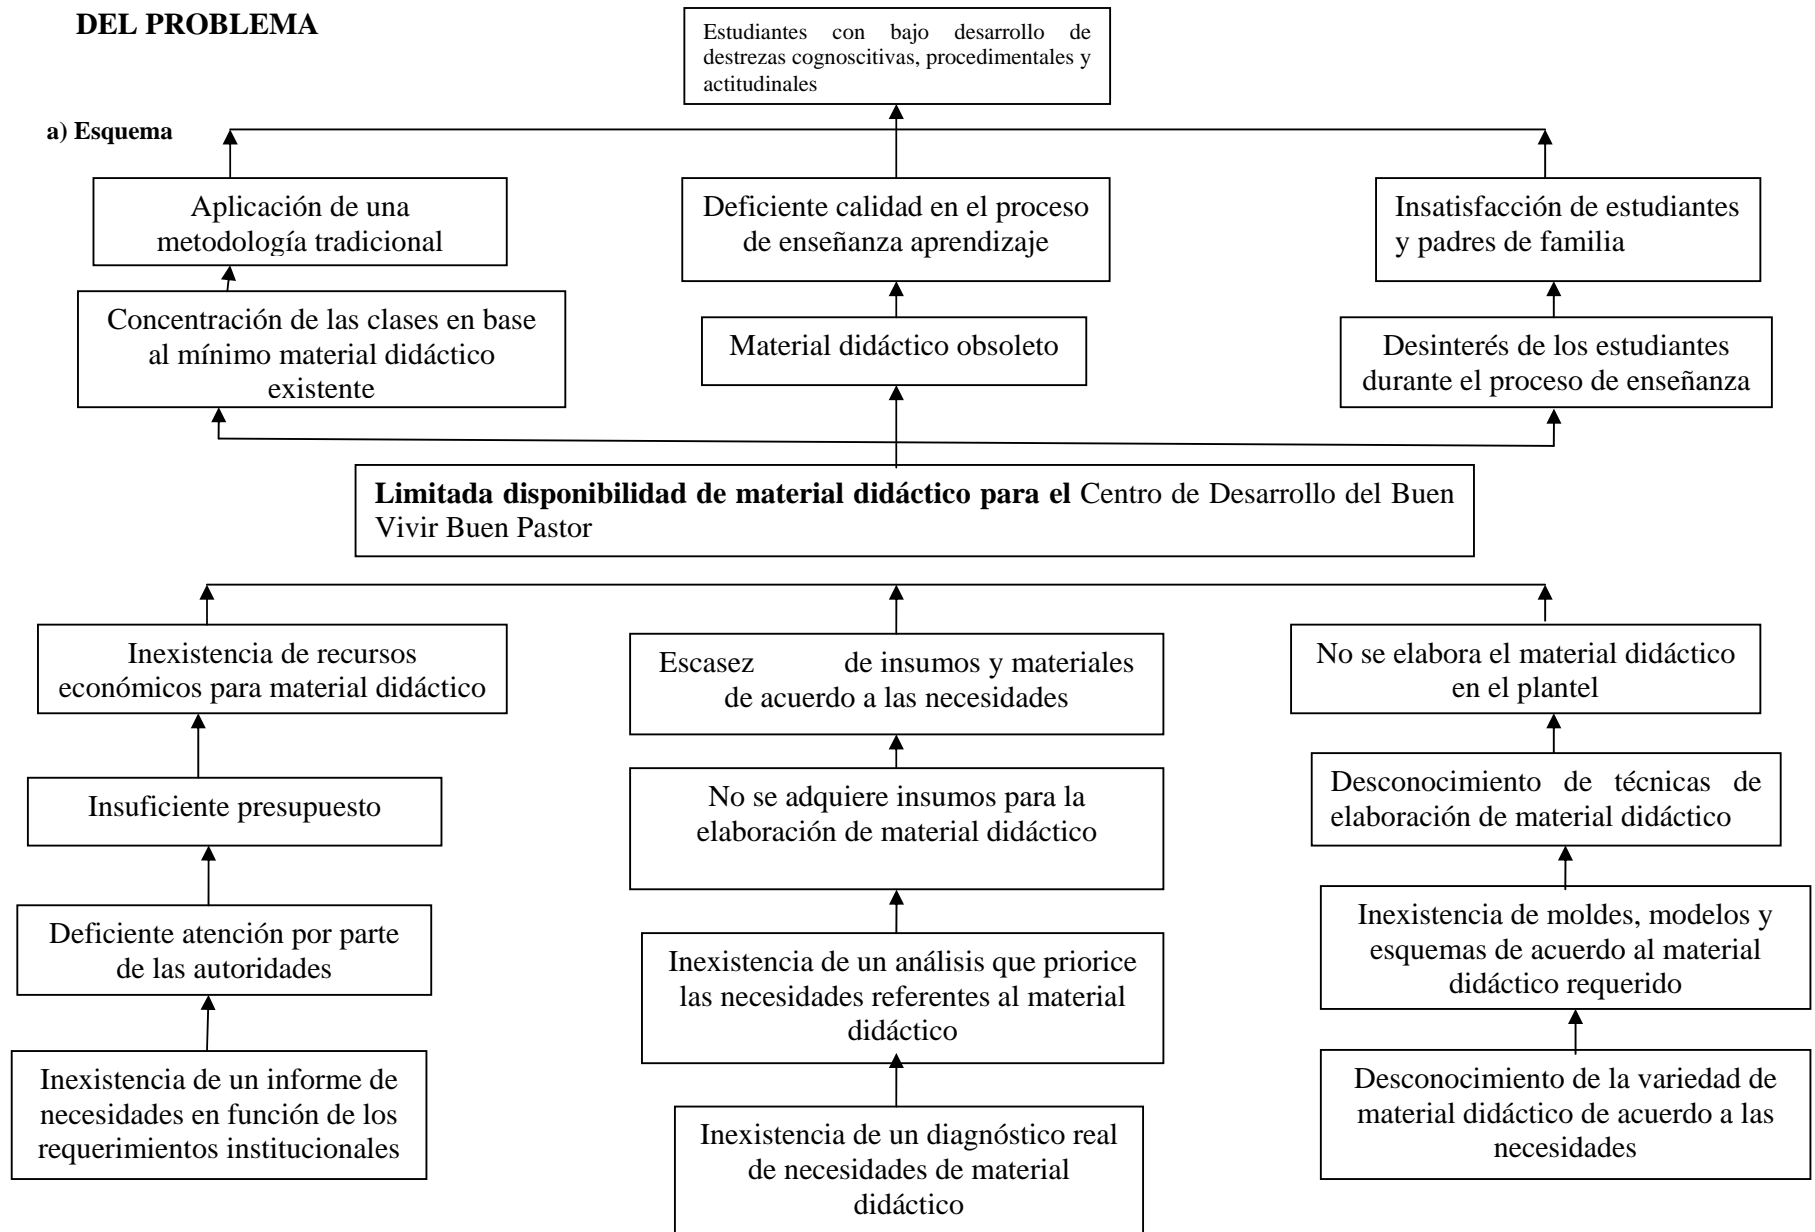 DEL PROBLEMA
Estudiantes con bajo desarrollo de
destrezas cognoscitivas, procedimentales y
actitudinales
a) Esquema
Aplicación de una
metodología tradicional
Deficiente calidad en el proceso
de enseñanza aprendizaje
Insatisfacción de estudiantes
y padres de familia
Concentración de las clases en base
al mínimo material didáctico
existente
Material didáctico obsoleto
Desinterés de los estudiantes
durante el proceso de enseñanza
Limitada disponibilidad de material didáctico para el Centro de Desarrollo del Buen
Vivir Buen Pastor
Inexistencia de recursos
económicos para material didáctico
Escasez de insumos y materiales
de acuerdo a las necesidades
No se elabora el material didáctico
en el plantel
Insuficiente presupuesto
No se adquiere insumos para la
elaboración de material didáctico
Desconocimiento de técnicas de
elaboración de material didáctico
Deficiente atención por parte
de las autoridades
Inexistencia de un análisis que priorice
las necesidades referentes al material
didáctico
Inexistencia de moldes, modelos y
esquemas de acuerdo al material
didáctico requerido
Inexistencia de un informe de
necesidades en función de los
requerimientos institucionales
Inexistencia de un diagnóstico real
de necesidades de material
didáctico
Desconocimiento de la variedad de
material didáctico de acuerdo a las
necesidades